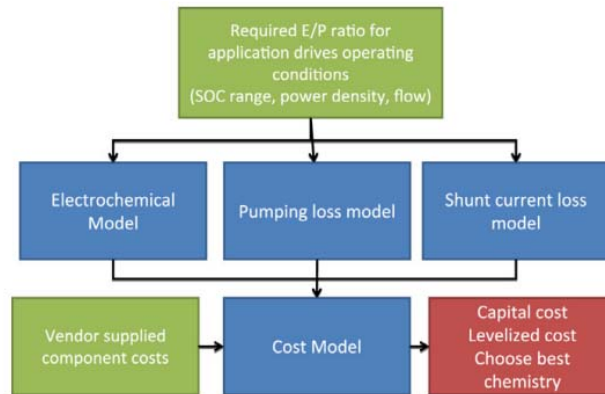 Required E/P ratio for
application drives operating
conditions
(SOC range, power density, flow)
Electrochemical
Model
Pumping loss model
Shunt current loss
model
Vendor supplied
component costs
Cost Model
Capital cost
Levelized cost
Choose best
chemistry